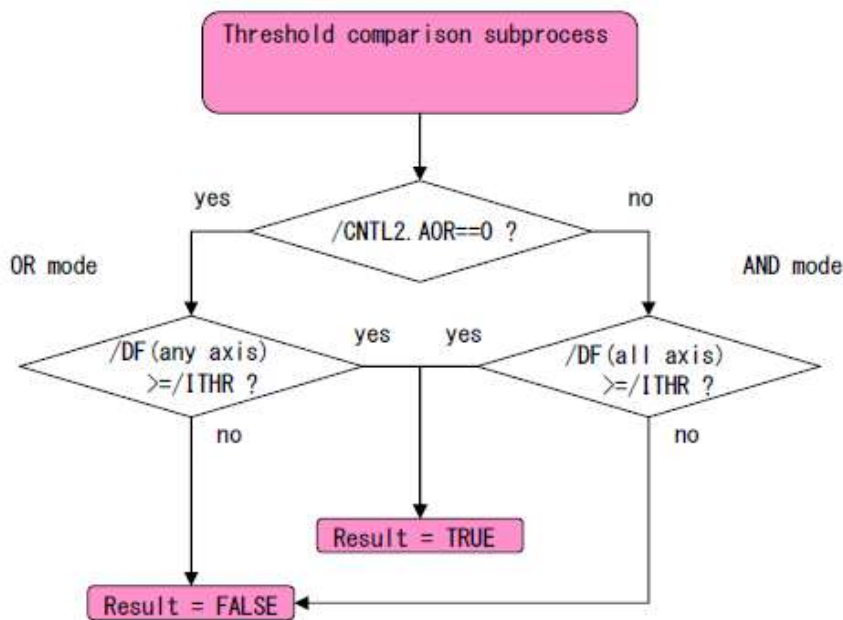 Threshold comparison subprocess
yes
no
/CNTL2.AOR==0 ?
OR mode
AND mode
yes
yes
/DF(any axis)
>=/ITHR ?
/DF(all axis)
>=/ITHR ?
no
no
Result = TRUE
Result = FALSE